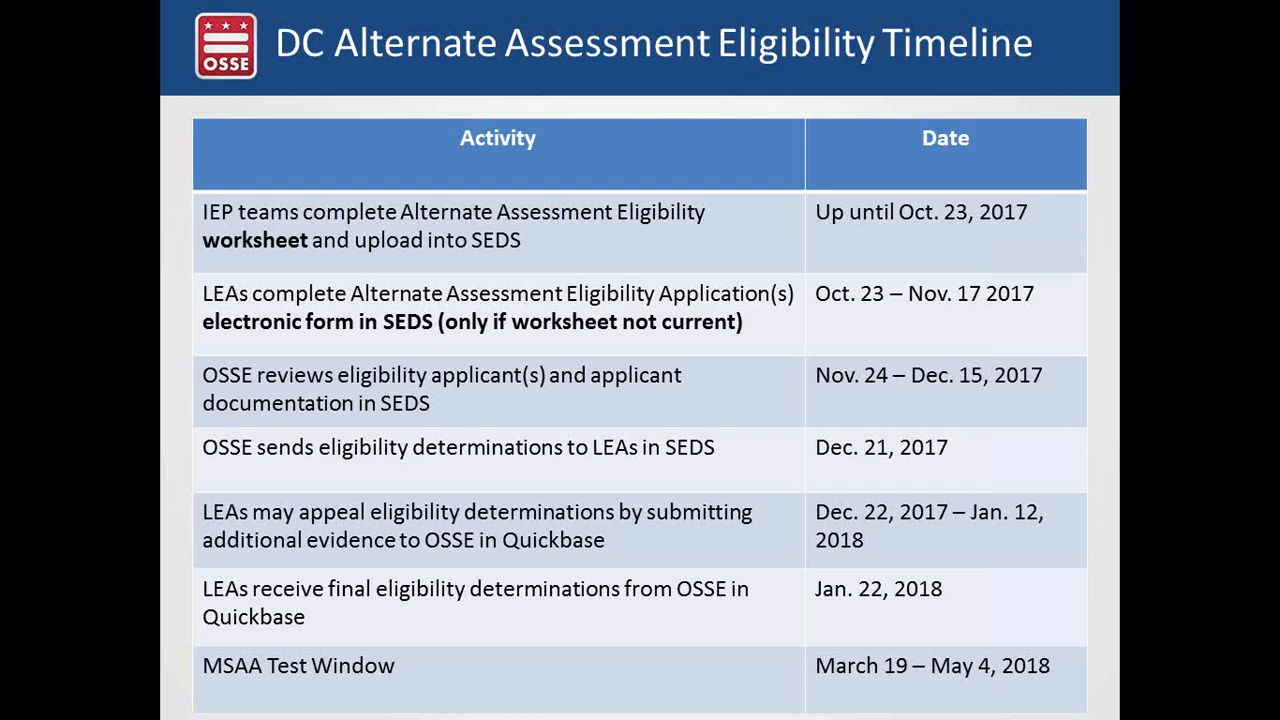 OSSE
DC Alternate Assessment Eligibility Timeline
Activity
Date
IEP teams complete Alternate Assessment Eligibility
worksheet and upload into SEDS
Up until Oct. 23, 2017
LEAs complete Alternate Assessment Eligibility Application(s)
electronic form in SEDS (only if worksheet not current)
Oct. 23 – Nov. 17 2017
OSSE reviews eligibility applicant(s) and applicant
documentation in SEDS
Nov. 24 – Dec. 15, 2017
OSSE sends eligibility determinations to LEAs in SEDS
Dec. 21, 2017
LEAs may appeal eligibility determinations by submitting
additional evidence to OSSE in Quickbase
Dec. 22, 2017 – Jan. 12,
2018
LEAs receive final eligibility determinations from OSSE in
Quickbase
Jan. 22, 2018
MSAA Test Window
March 19 – May 4, 2018